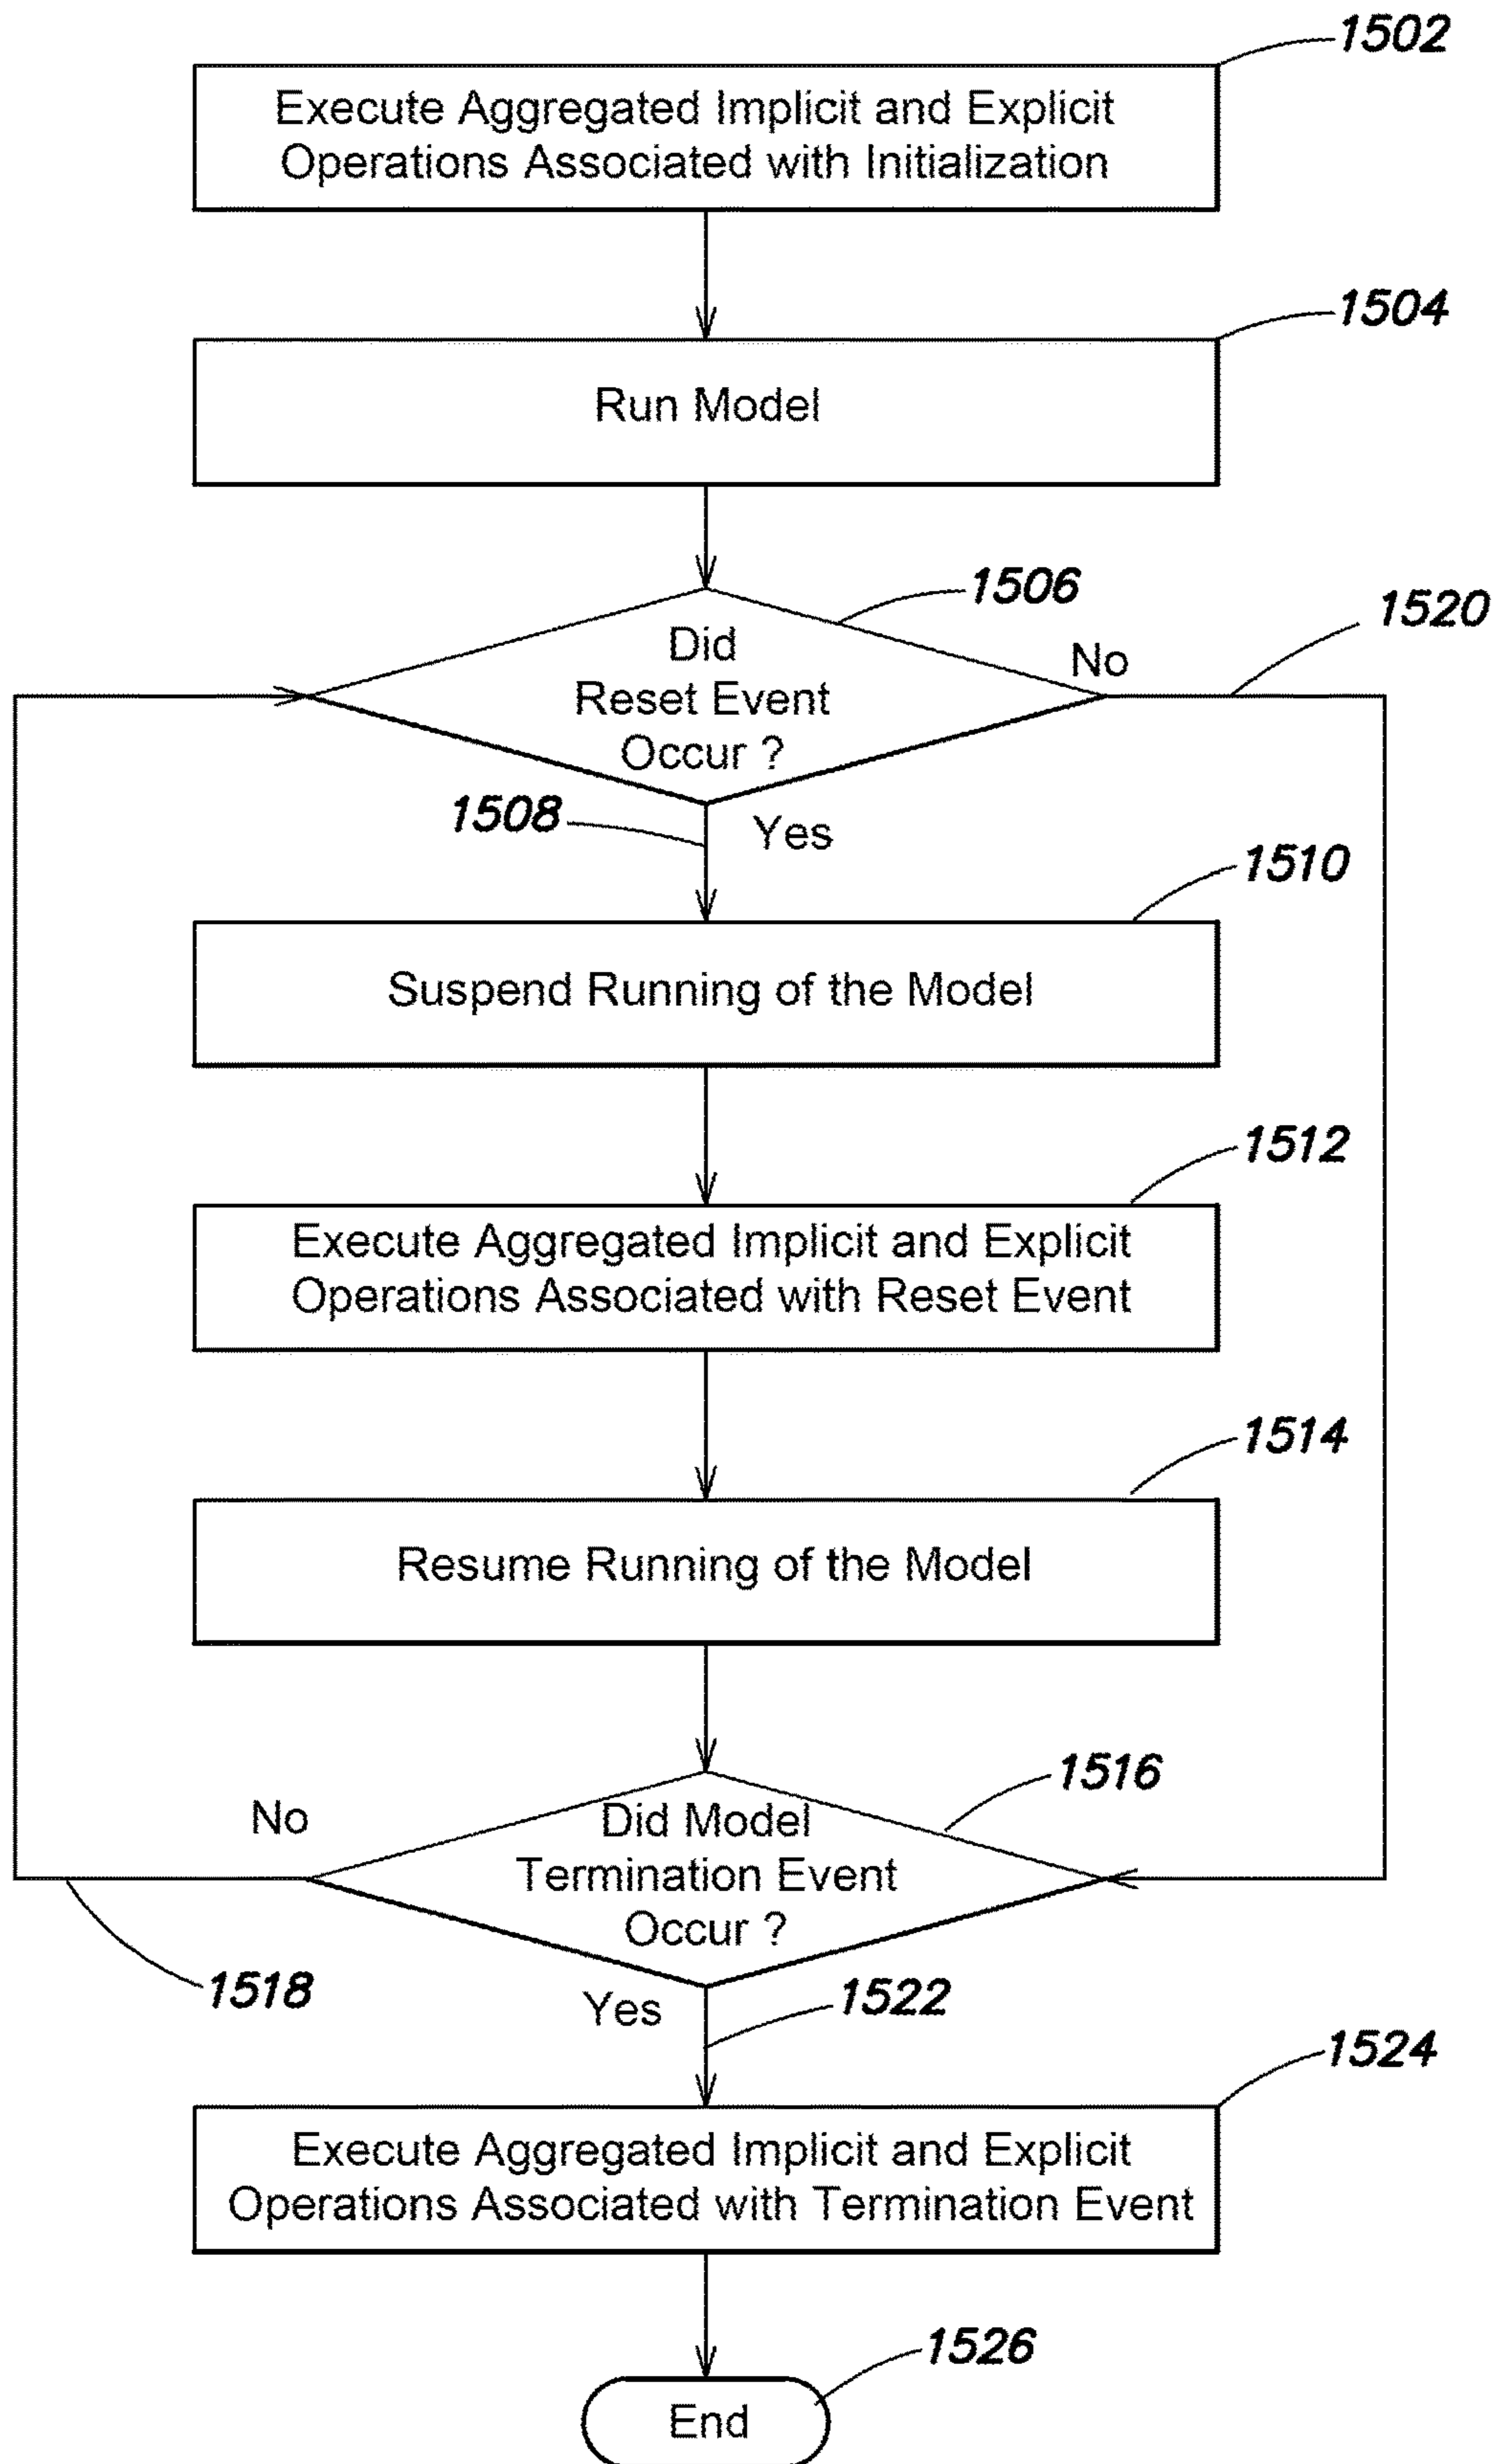 1502
Execute Aggregated Implicit and Explicit
Operations Associated with Initialization
1504
Run Model
1506
1520
Did
Reset Event
Occur ?
No
1508
Yes
1510
Suspend Running of the Model
1512
Execute Aggregated Implicit and Explicit
Operations Associated with Reset Event
1514
Resume Running of the Model
1516
No
Did Model
Termination Event
Occur ?
1518
Yes
1522
1524
Execute Aggregated Implicit and Explicit
Operations Associated with Termination Event
1526
End